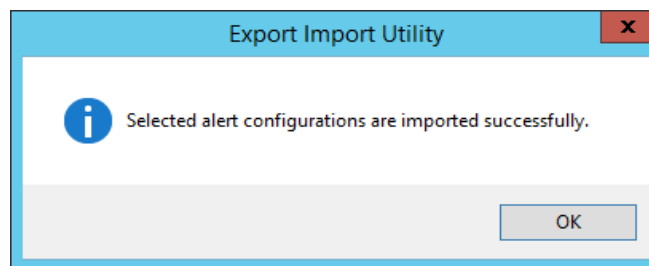 Export Import Utility
Selected alert configurations are imported successfully.
OK